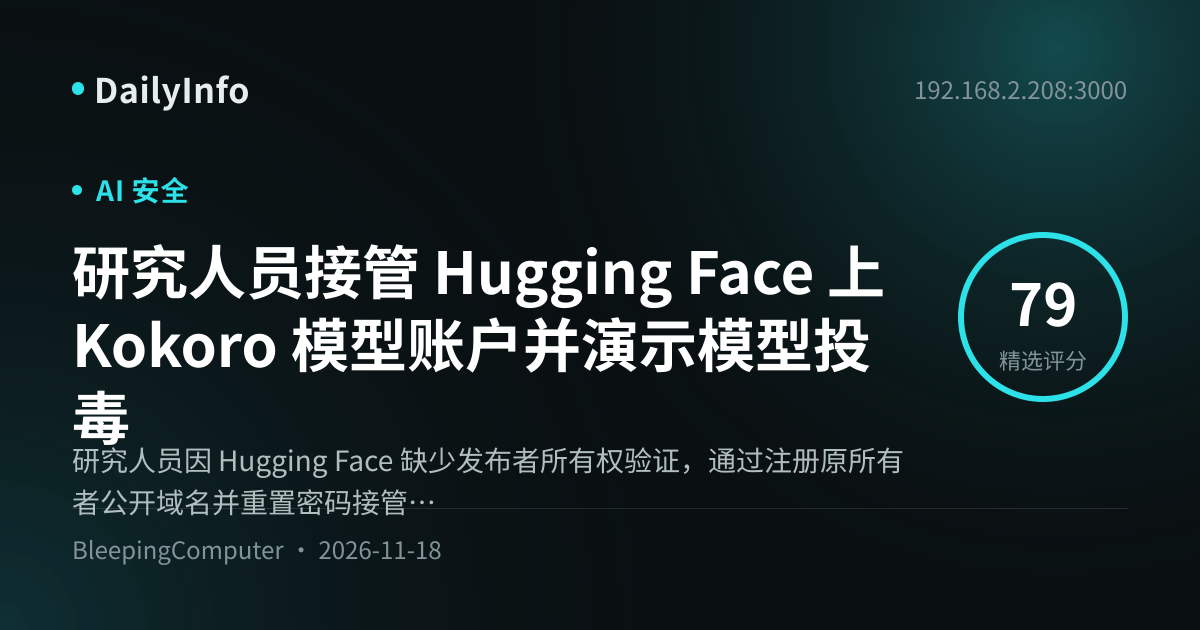 DailyInfo
192.168.2.208:3000
AI 安全
研究人员接管 Hugging Face 上
Kokoro 模型账户并演示模型投
毒
79
精选评分
研究人员因 Hugging Face 缺少发布者所有权验证，通过注册原所有
者公开域名并重置密码接管…
BleepingComputer · 2026-11-18